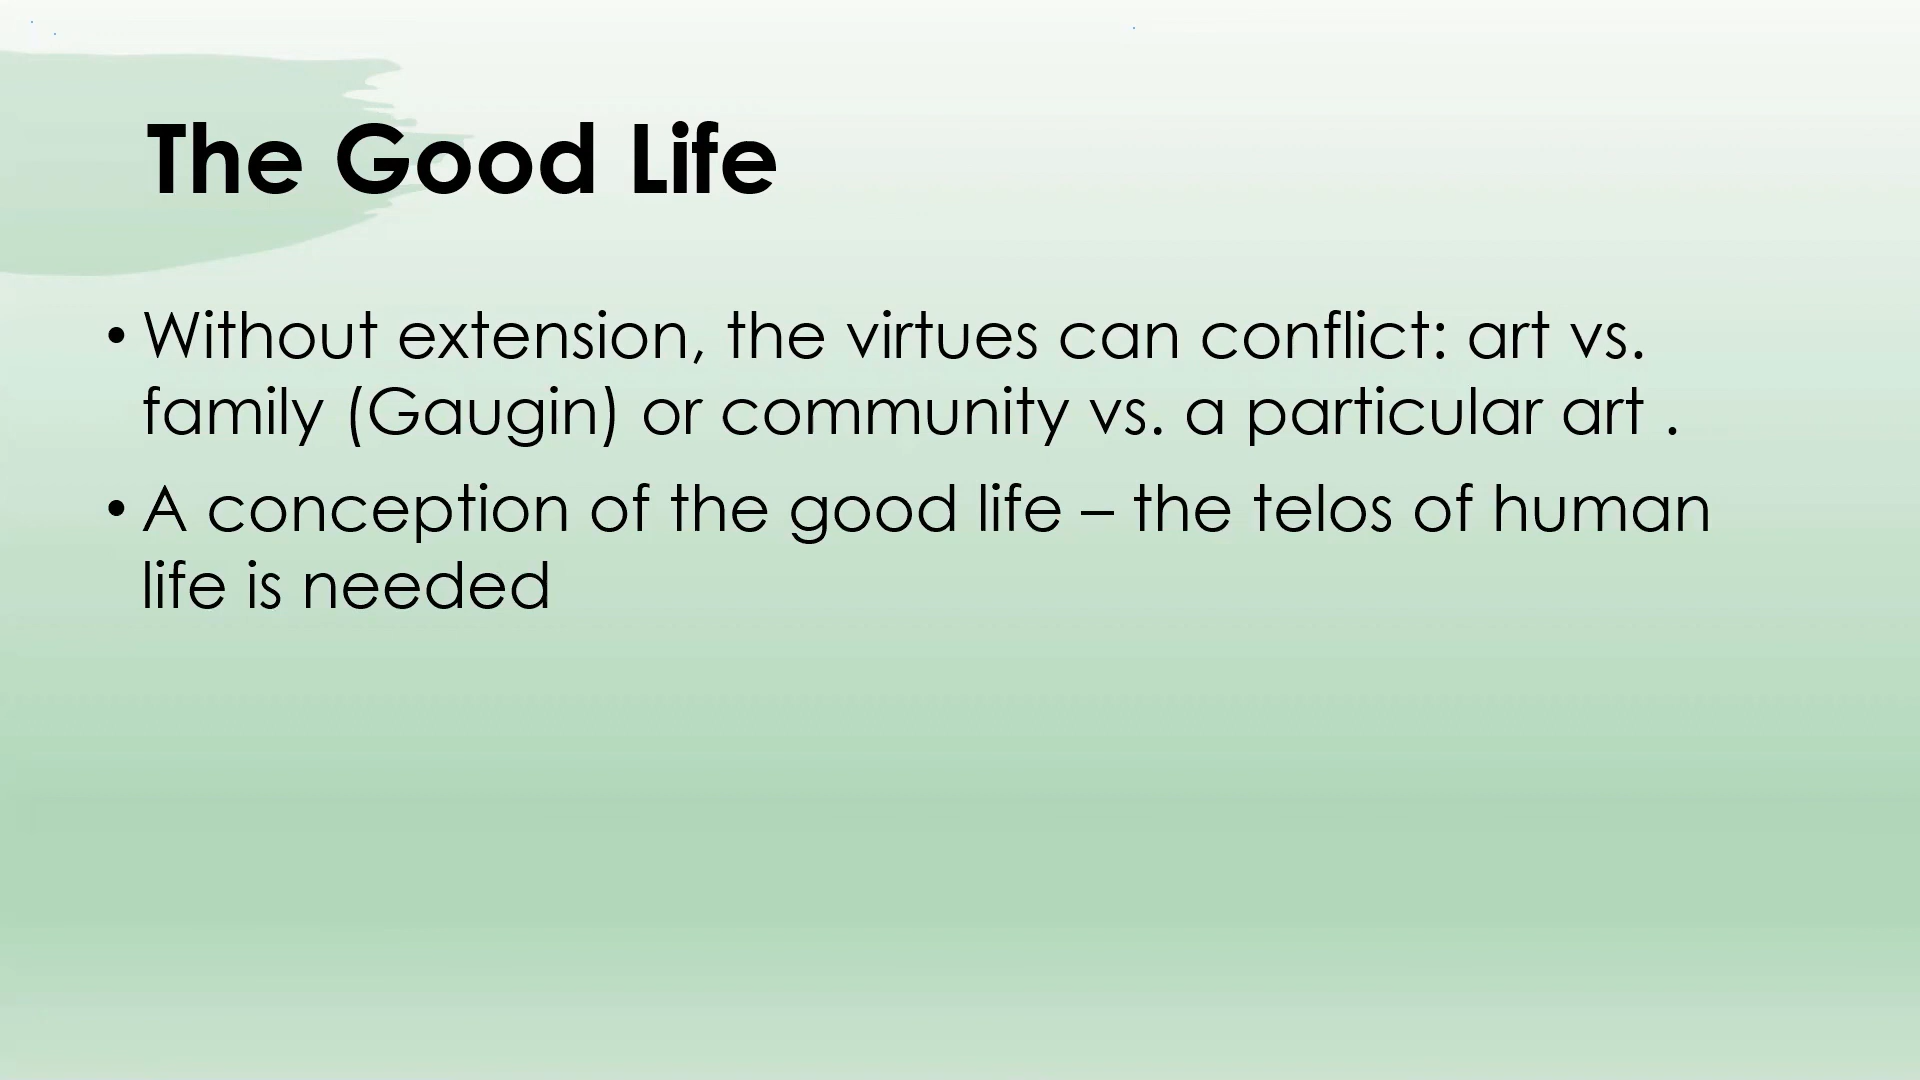 The Good Life
• Without extension, the virtues can conflict: art vs.
family (Gaugin) or community vs. a particular art .
• A conception of the good life – the telos of human
life is needed